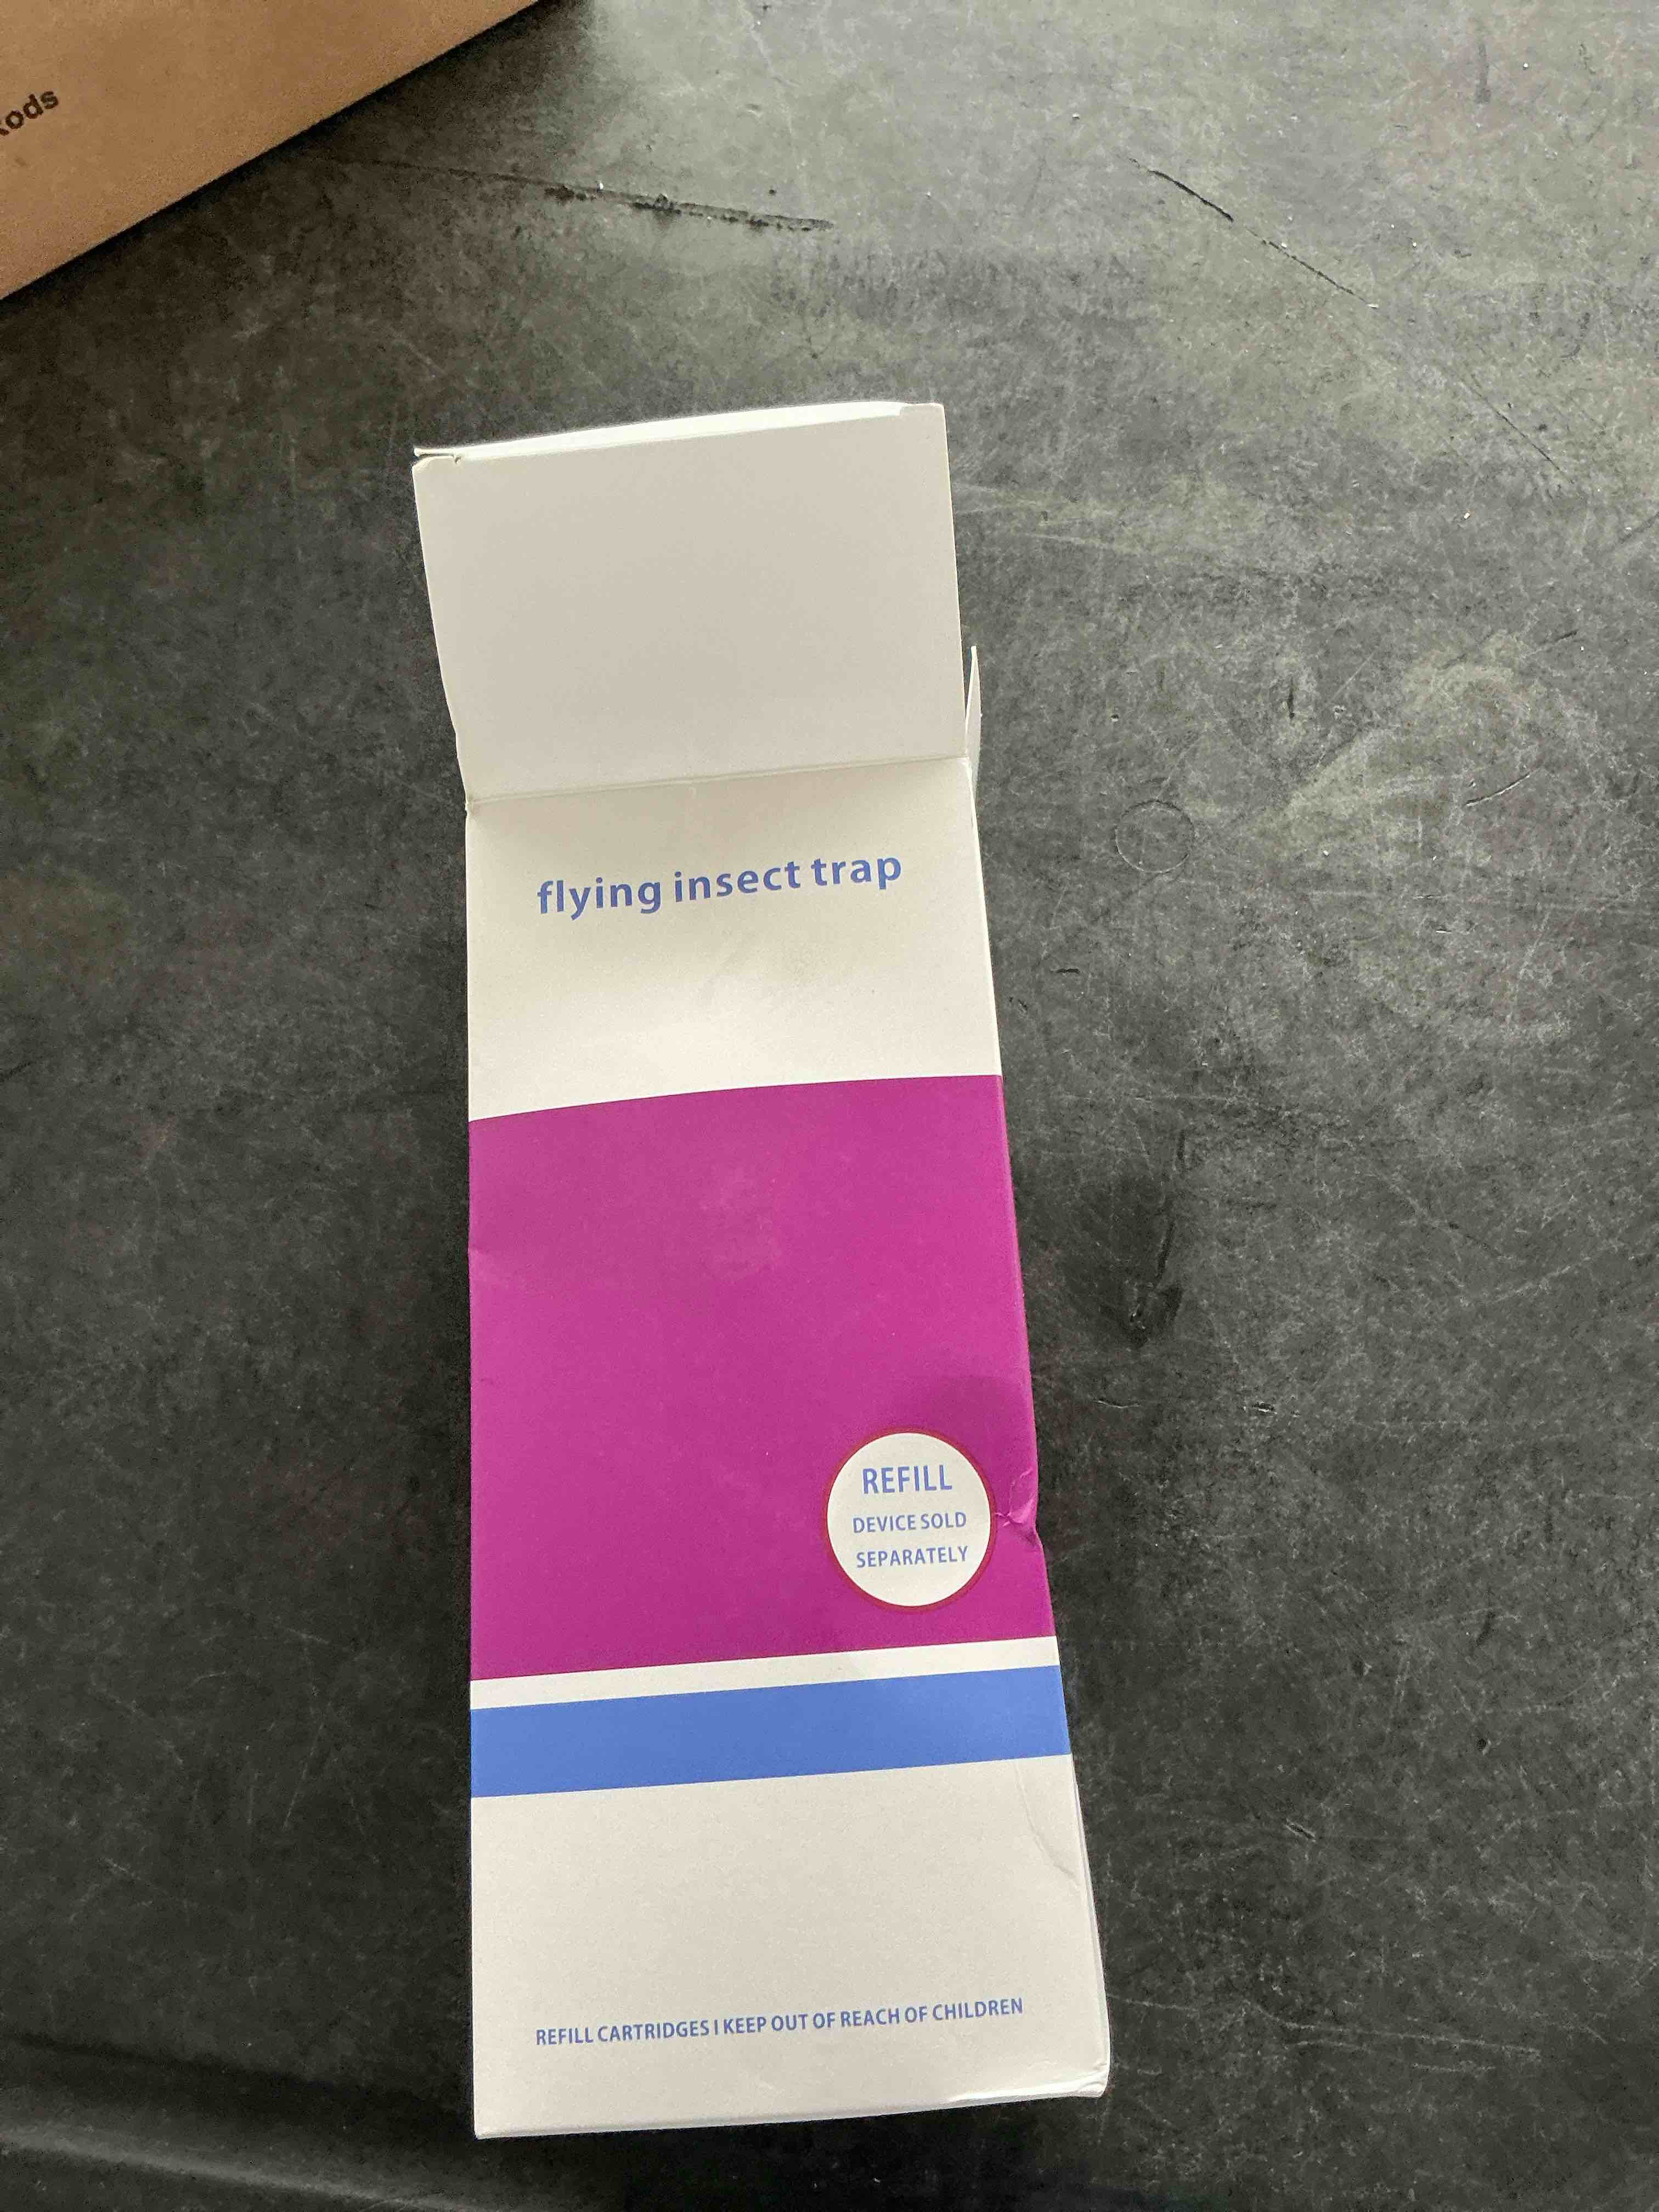 flying insect trap
REFILL
DEVICE SOLD
SEPARATELY
REFILL CARTRIDGES I KEEP OUT OF REACH OF CHILDREN